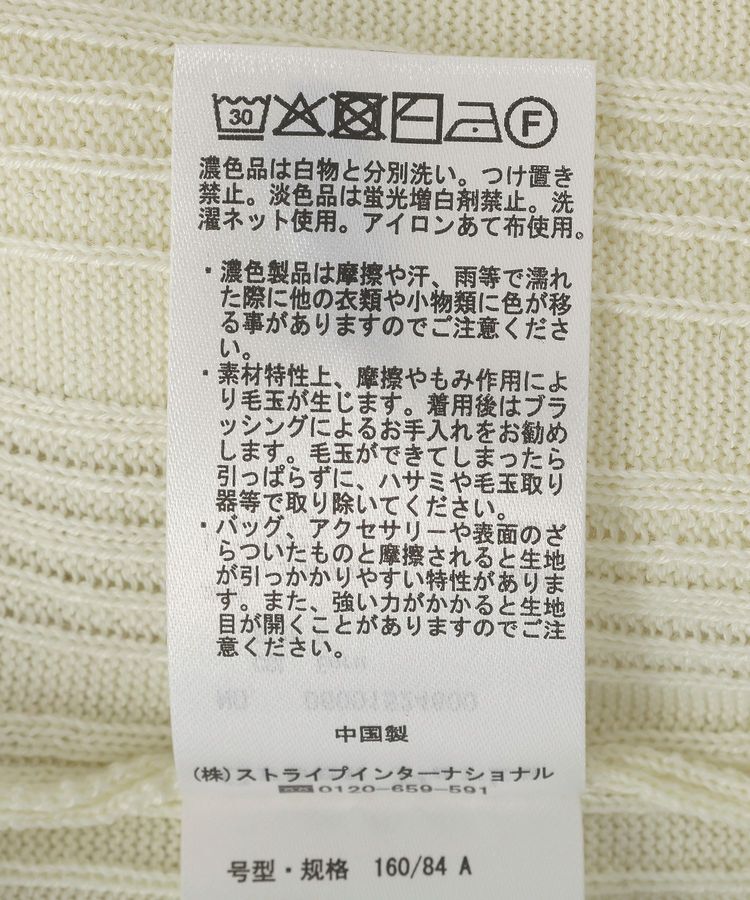 30 F
濃色品は白物と分別洗い。つけ置き
禁止。淡色品は蛍光増白剤禁止。洗
濯ネット使用。アイロンあて布使用。
・濃色製品は摩擦や汗、雨等で濡れ
た際に他の衣類や小物類に色が移
る事がありますのでご注意くださ
い。
・素材特性上、摩擦やもみ作用によ
り毛玉が生じます。着用後はブラ
ッシングによるお手入れをお勧め
します。毛玉ができてしまったら
引っぱらずに、ハサミや毛玉取り
器等で取り除いてください。
・バッグ、アクセサリーや表面のざ
らついたものと摩擦されると生地
が引っかかりやすい特性がありま
す。また、強い力がかかると生地
目が開くことがありますのでご注
意ください。
中国製
(株)ストライプインターナショナル
0120-659-591
号型・规格 160/84 A